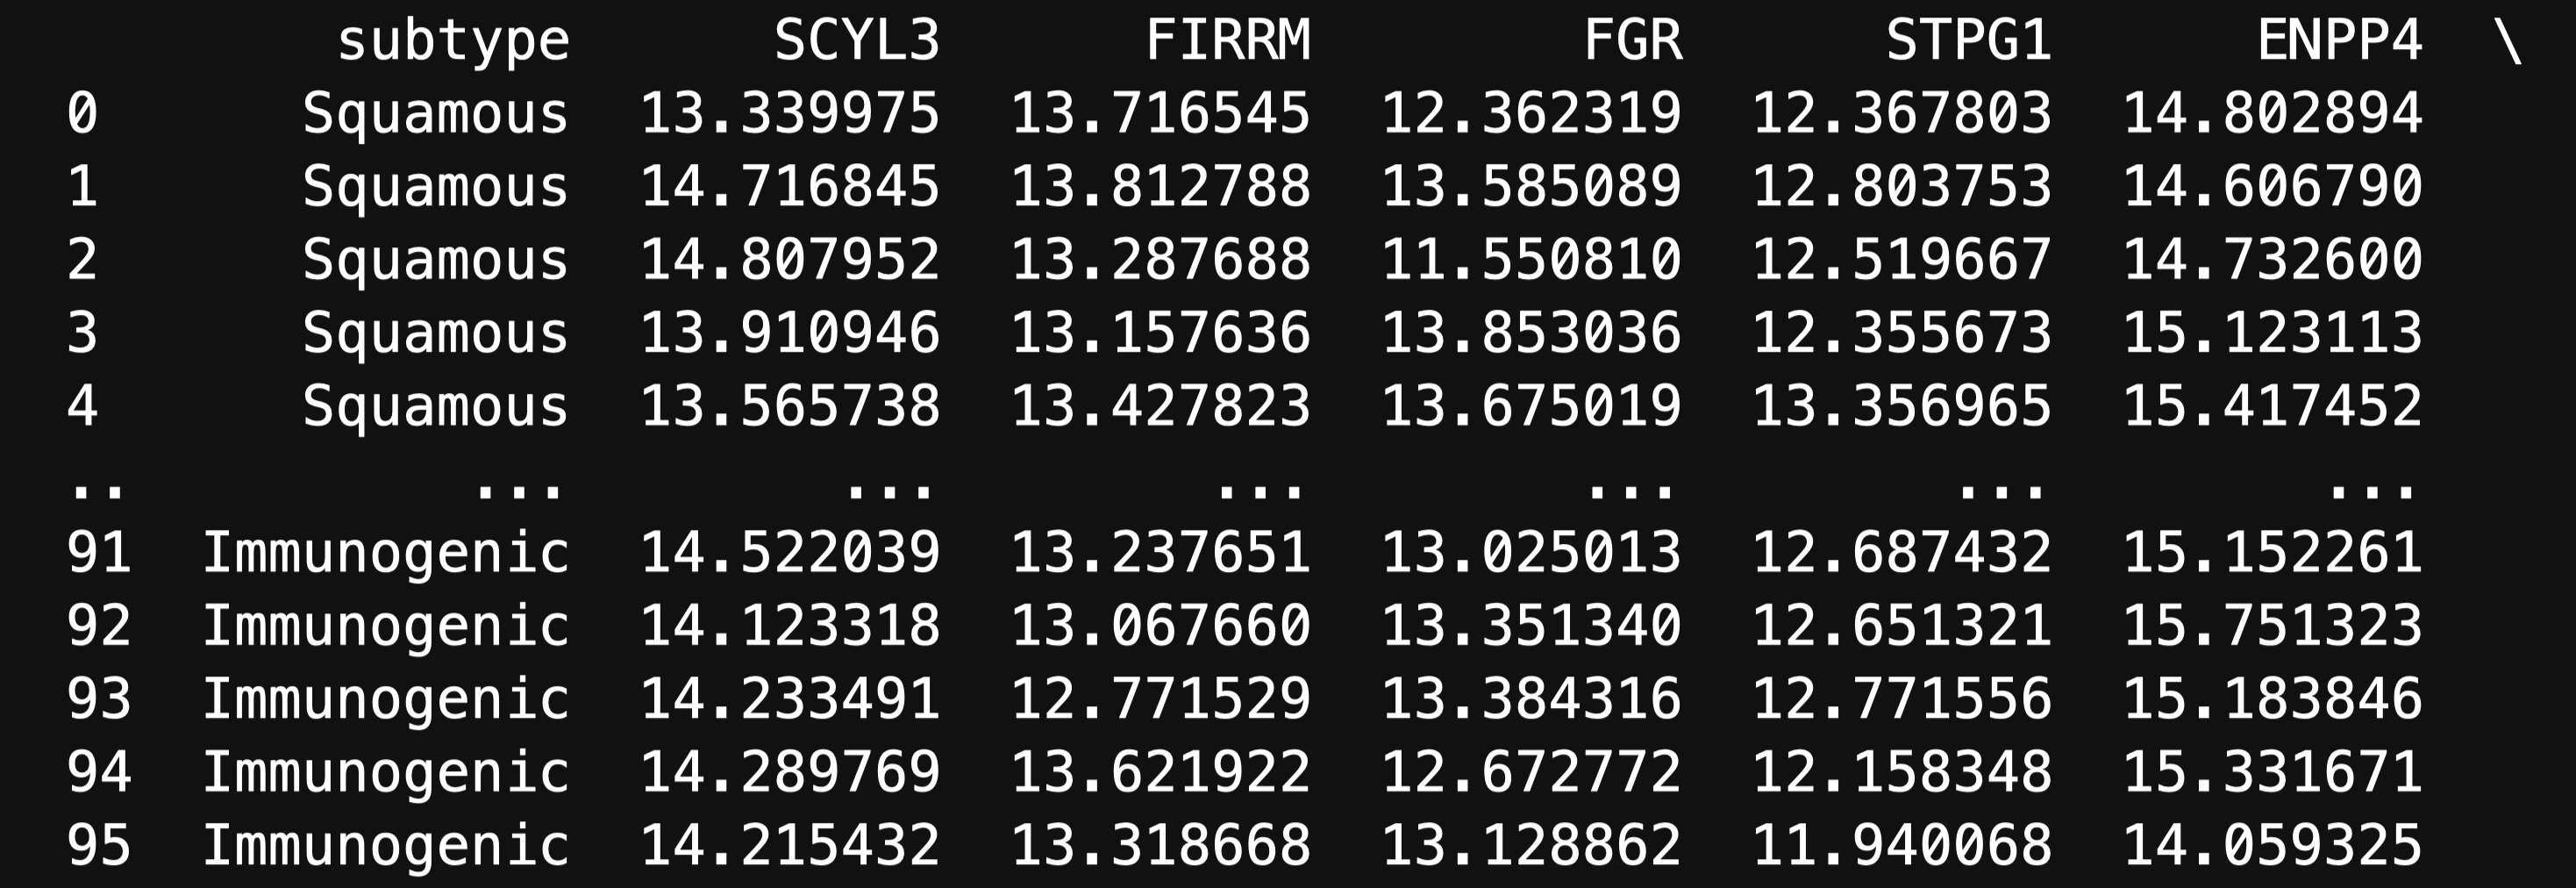 subtype SCYL3 FIRRM FGR STPG1 ENPP4 \
0 Squamous 13.339975 13.716545 12.362319 12.367803 14.802894
1 Squamous 14.716845 13.812788 13.585089 12.803753 14.606790
2 Squamous 14.807952 13.287688 11.550810 12.519667 14.732600
3 Squamous 13.910946 13.157636 13.853036 12.355673 15.123113
4 Squamous 13.565738 13.427823 13.675019 13.356965 15.417452
.. ... ... ... ... ... ...
91 Immunogenic 14.522039 13.237651 13.025013 12.687432 15.152261
92 Immunogenic 14.123318 13.067660 13.351340 12.651321 15.751323
93 Immunogenic 14.233491 12.771529 13.384316 12.771556 15.183846
94 Immunogenic 14.289769 13.621922 12.672772 12.158348 15.331671
95 Immunogenic 14.215432 13.318668 13.128862 11.940068 14.059325